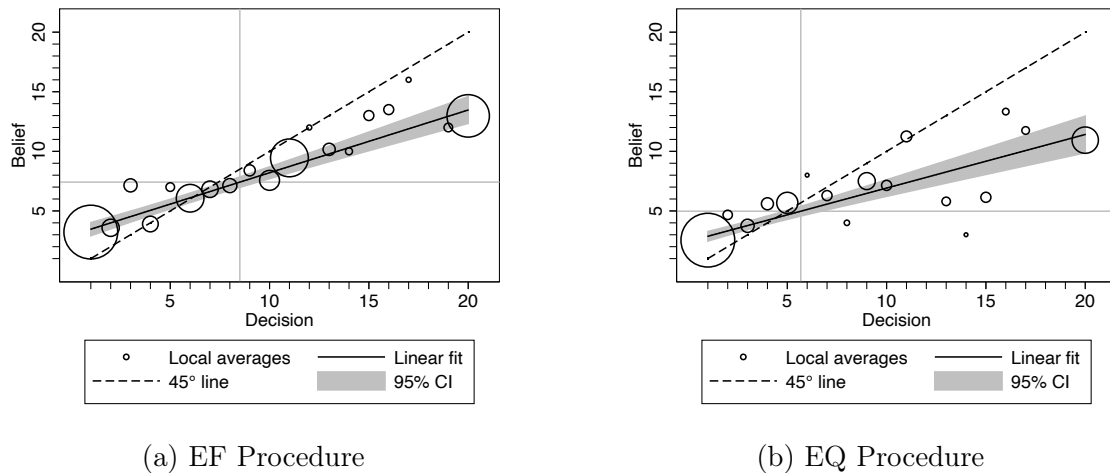 20
15
10
5
Belief
5
10
15
20
Decision
Local averages
Linear fit
45° line
95% CI
(a) EF Procedure
20
15
10
5
Belief
5
10
15
20
Decision
Local averages
Linear fit
45° line
95% CI
(b) EQ Procedure